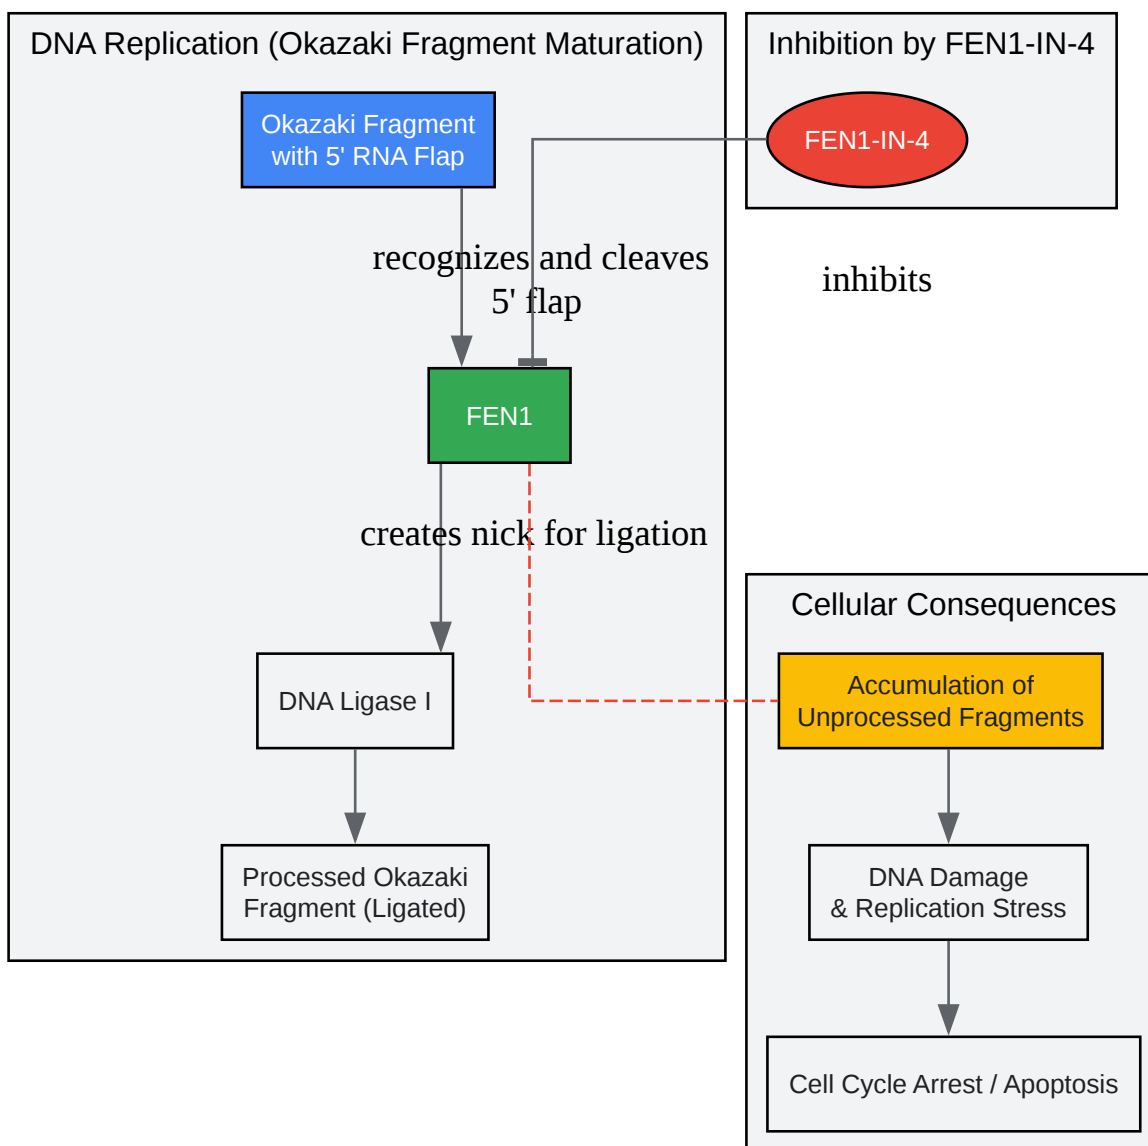 DNA Replication (Okazaki Fragment Maturation)
Okazaki Fragment
with 5' RNA Flap
recognizes and cleaves
5' flap
FEN1
creates nick for ligation
DNA Ligase I
Processed Okazaki
Fragment (Ligated)
Inhibition by FEN1-IN-4
FEN1-IN-4
inhibits
Cellular Consequences
Accumulation of
Unprocessed Fragments
DNA Damage
& Replication Stress
Cell Cycle Arrest / Apoptosis